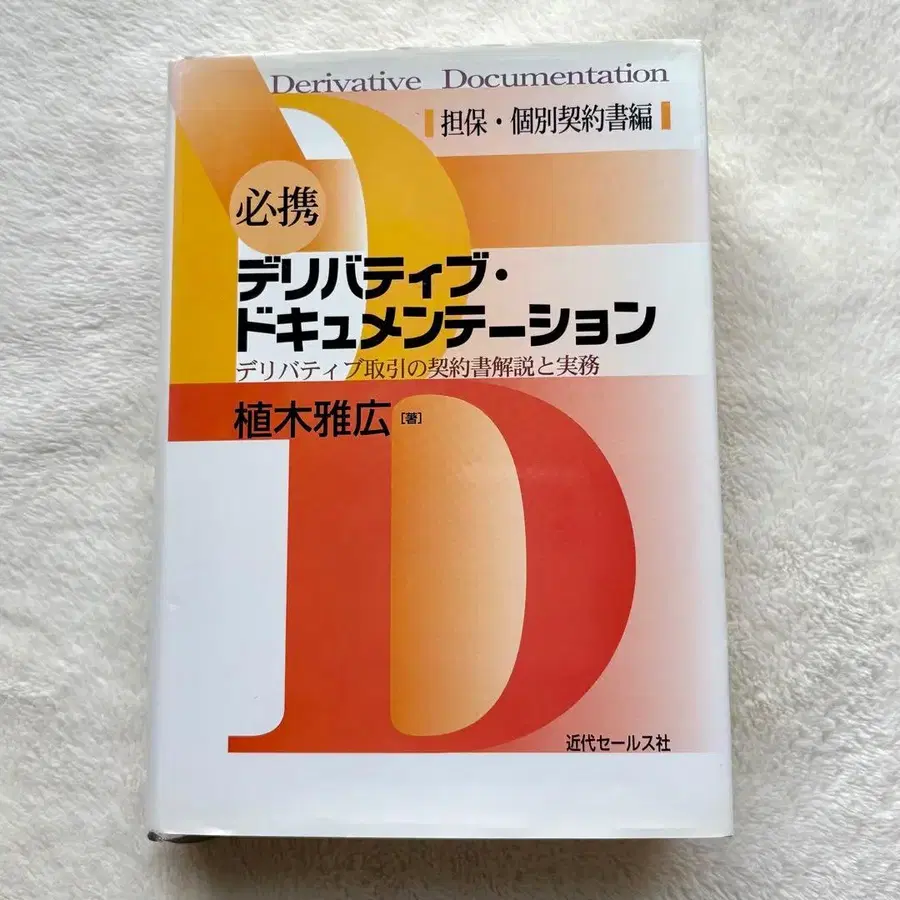 Derivative Documentation
担保・個別契約書編
必携
デリバティブ・
ドキュメンテーション
デリバティブ取引の契約書解説と実務
植木雅広[著]
近代セールス社